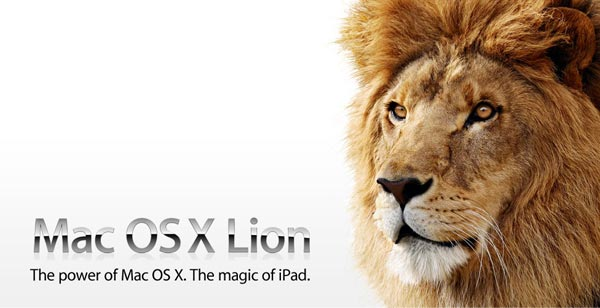 Mac OS X Lion
The power of Mac OS X. The magic of iPad.